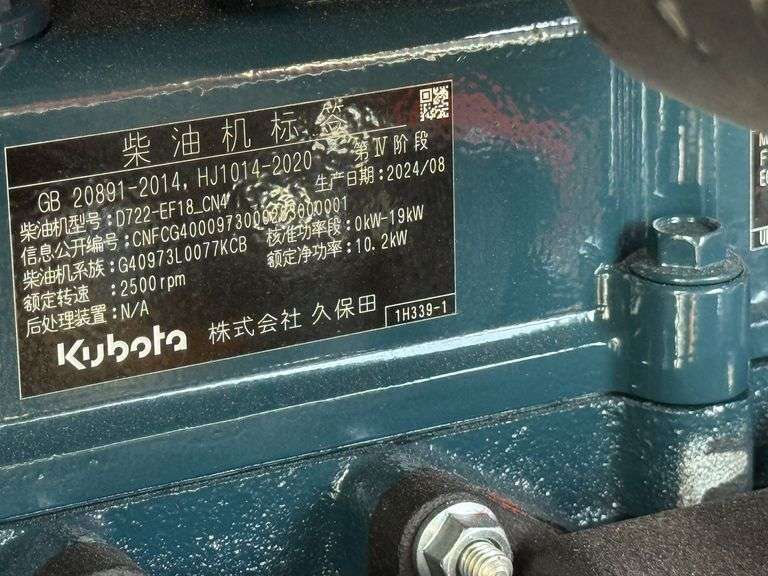 柴油机标签
GB 20891-2014, HJ1014-2020 第Ⅳ阶段
柴油机型号:D722-EF18_CN4 生产日期:2024/08
信息公开编号:
柴油机系族:G40973L0077KCB 核准功率段:0kW-19kW
额定转速:2500rpm 额定净功率:10.2kW
后处理装置:N/A
Kubota 株式会社 久保田
1H339-1